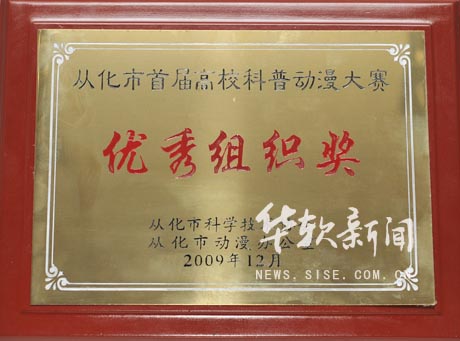 从化市首届高校科普动漫大赛
优秀组织奖
从化市科学技
从化市动漫办公室
2009年12月
华软新闻
NEWS.SISE.COM.CN